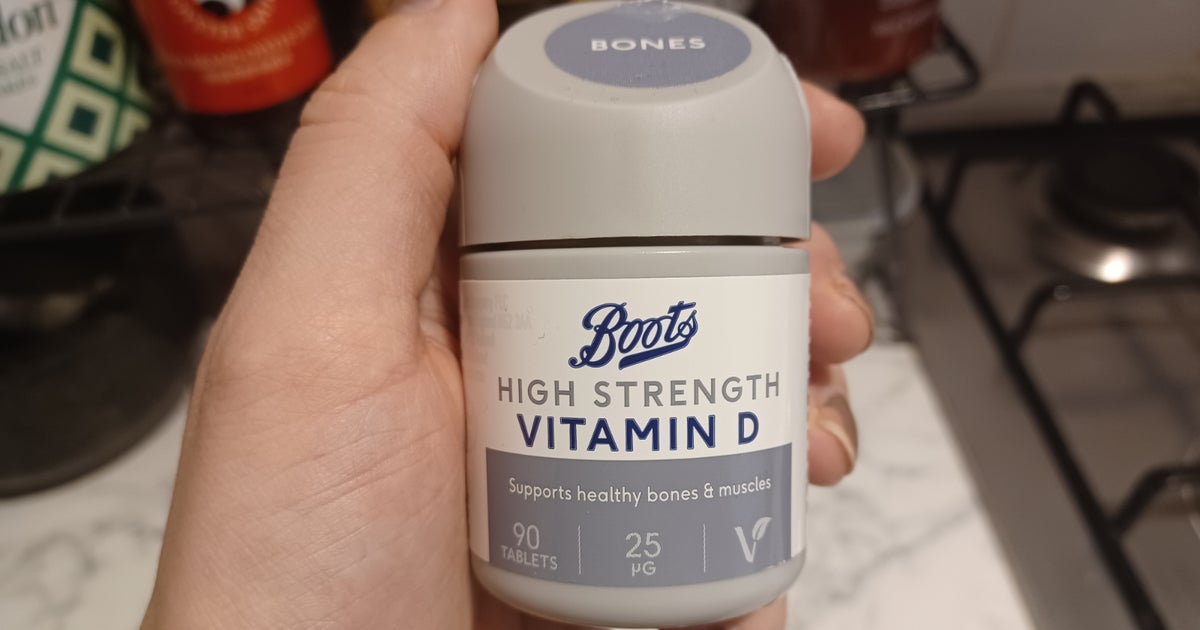 BONES
Boots
HIGH STRENGTH
VITAMIN D
Supports healthy bones & muscles
90
TABLETS
25
µG
V